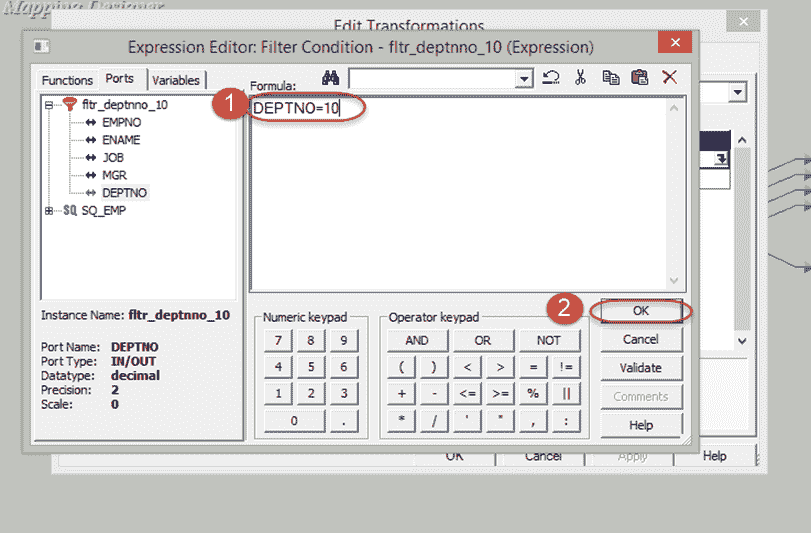 Mapping Designer
Edit Transformations
Expression Editor: Filter Condition - fltr_deptnno_10 (Expression)
Functions Ports Variables
Formula:
1
DEPTNO=10
fltr_deptnno_10
EMPNO
ENAME
JOB
MGR
DEPTNO
SQ SQ_EMP
2
Instance Name: fltr_deptnno_10
Port Name: DEPTNO
Port Type: IN/OUT
Datatype: decimal
Precision: 2
Scale: 0
Numeric keypad
7 8 9
4 5 6
1 2 3
0 .
Operator keypad
AND OR NOT
( ) < > = !=
+ - <= >= % ||
* / ' " , :
OK
Cancel
Validate
Comments
Help
OK Cancel Apply Help